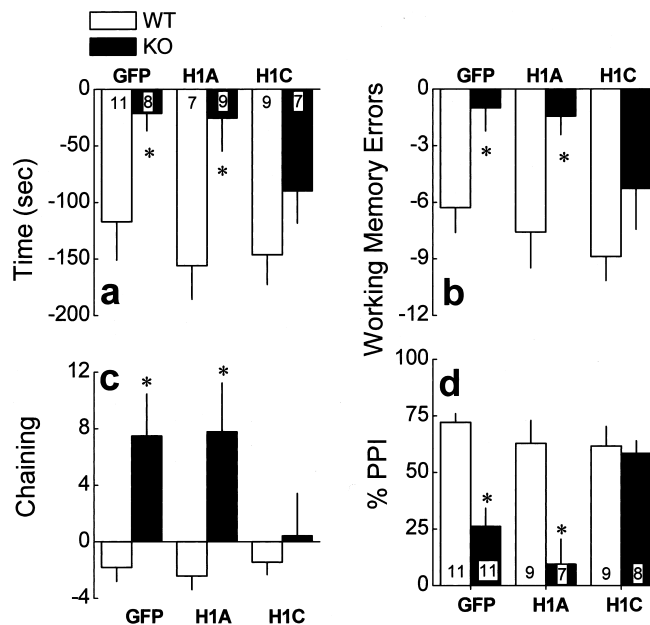 WT
KO
GFP H1A H1C
0
-50
-100
-150
-200
Time (sec)
11 8 7 9 9 7
* *
a
GFP H1A H1C
0
-3
-6
-9
-12
Working Memory Errors
* *
b
12
8
4
0
-4
Chaining
c
* *
GFP H1A H1C
100
75
50
25
0
% PPI
d
* *
11 11 9 7 9 8
GFP H1A H1C